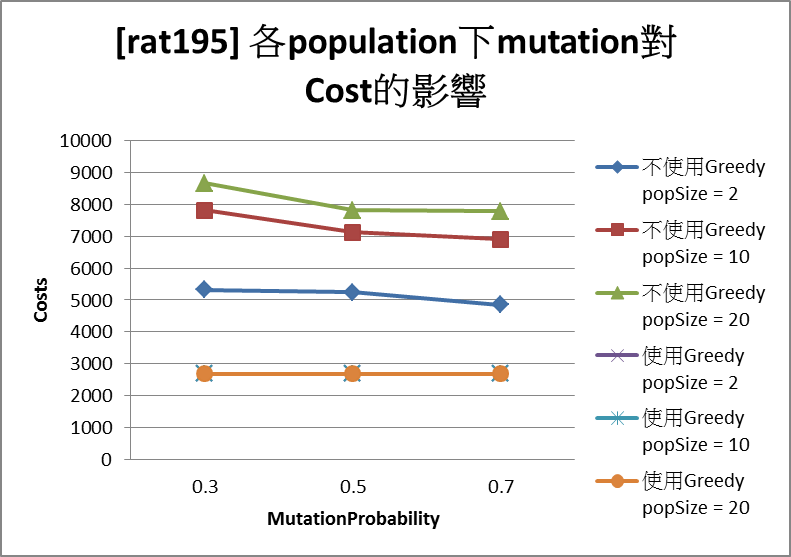 [rat195] 各population下mutation對
Cost的影響
10000
9000
8000
7000
6000
5000
4000
3000
2000
1000
0
Costs
0.3
0.5
0.7
MutationProbability
不使用Greedy
popSize = 2
不使用Greedy
popSize = 10
不使用Greedy
popSize = 20
使用Greedy
popSize = 2
使用Greedy
popSize = 10
使用Greedy
popSize = 20